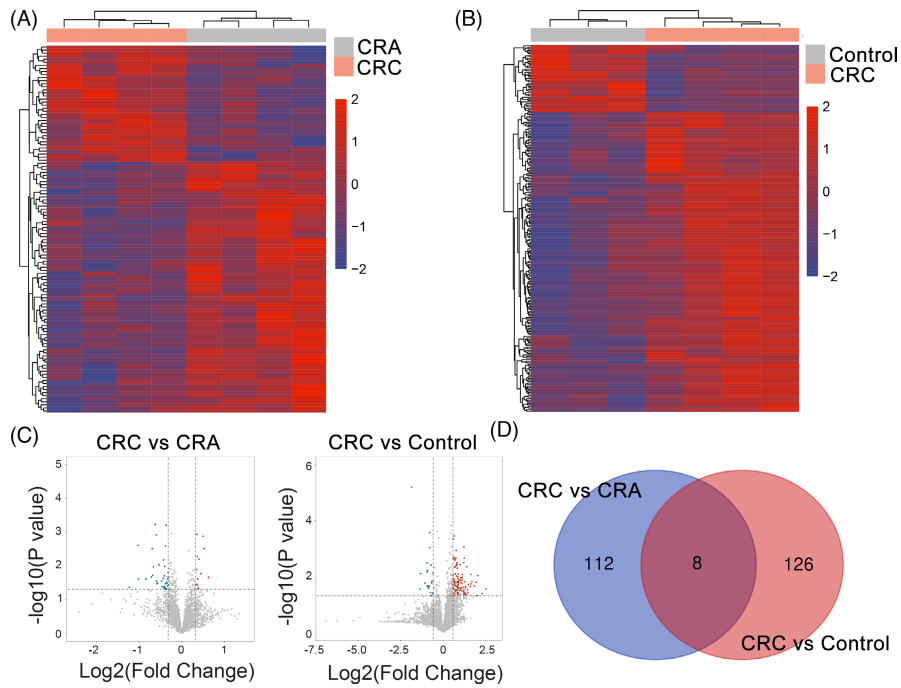 (A)
CRA
CRC
2
1
0
−1
−2
(B)
Control
CRC
2
1
0
−1
−2
(C)
CRC vs CRA
-log10(P value)
5
4
3
2
1
0
-2
-1
0
1
Log2(Fold Change)
CRC vs Control
-log10(P value)
6
4
2
0
-7.5
-5.0
-2.5
0.0
2.5
Log2(Fold Change)
(D)
CRC vs CRA
112
8
126
CRC vs Control